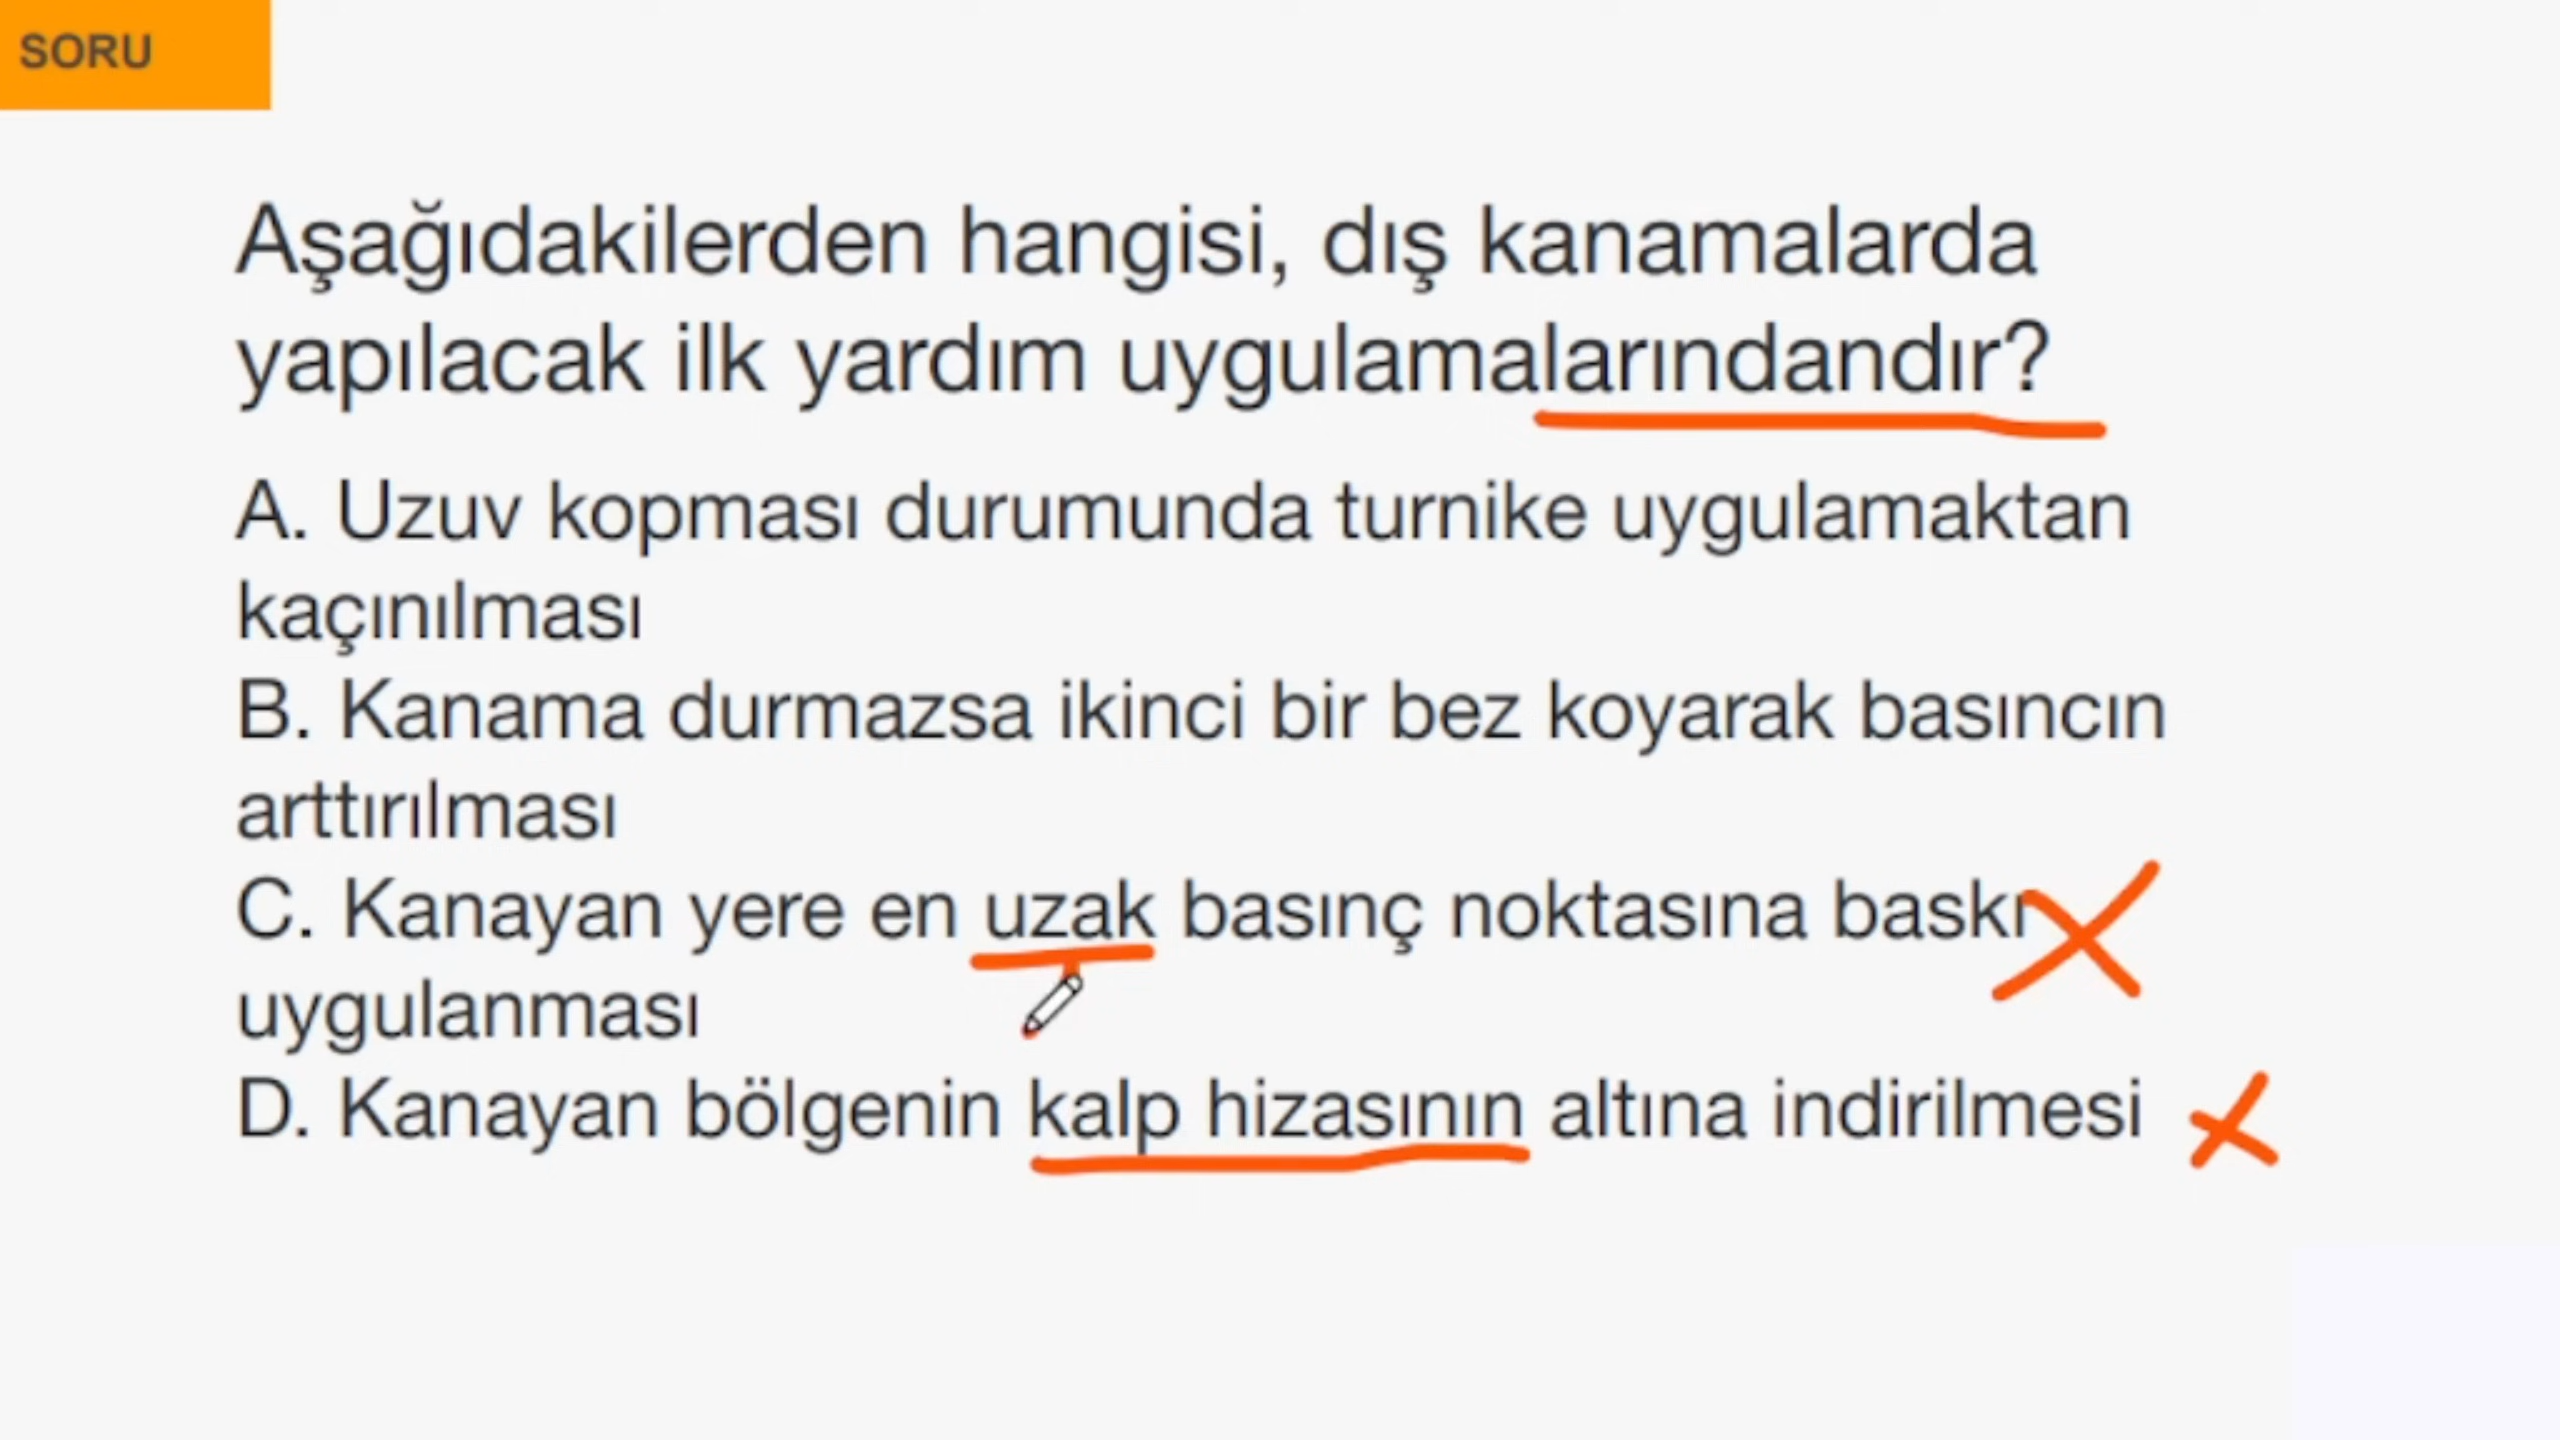 SORU
Aşağıdakilerden hangisi, dış kanamalarda
yapılacak ilk yardım uygulamalarındandır?
A. Uzuv kopması durumunda turnike uygulamaktan
kaçınılması
B. Kanama durmazsa ikinci bir bez koyarak basıncın
arttırılması
C. Kanayan yere en uzak basınç noktasına baskı
uygulanması
D. Kanayan bölgenin kalp hizasının altına indirilmesi